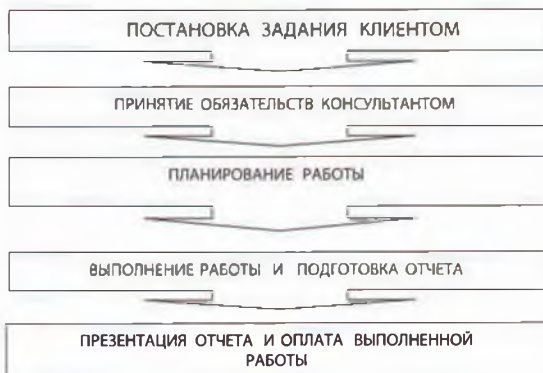 ПОСТАНОВКА ЗАДАНИЯ КЛИЕНТОМ
ПРИНЯТИЕ ОБЯЗАТЕЛЬСТВ КОНСУЛЬТАНТОМ
ПЛАНИРОВАНИЕ РАБОТЫ
ВЫПОЛНЕНИЕ РАБОТЫ И ПОДГОТОВКА ОТЧЕТА
ПРЕЗЕНТАЦИЯ ОТЧЕТА И ОПЛАТА ВЫПОЛНЕННОЙ
РАБОТЫ